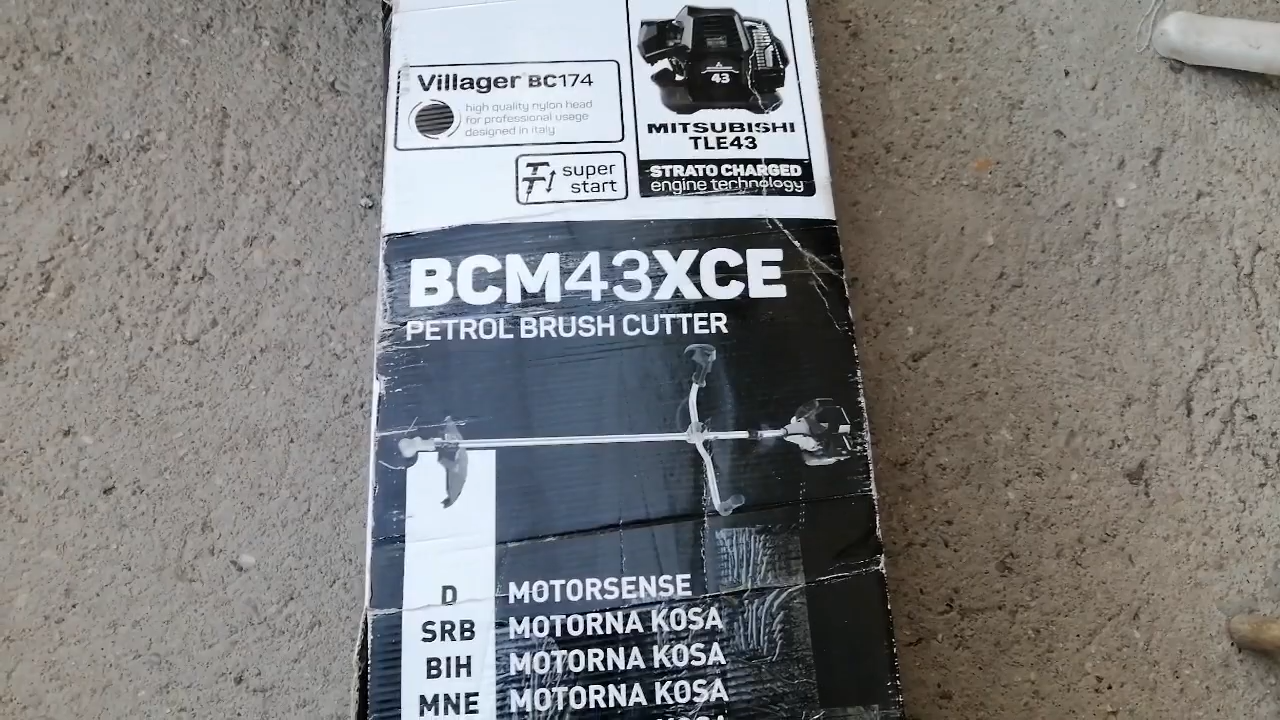 Villager BC174
high quality nylon head
for professional usage
designed in italy
super
start
43
MITSUBISHI
TLE43
STRATO CHARGED
engine technology
BCM43XCE
PETROL BRUSH CUTTER
D MOTORSENSE
SRB MOTORNA KOSA
BIH MOTORNA KOSA
MNE MOTORNA KOSA
KOSA